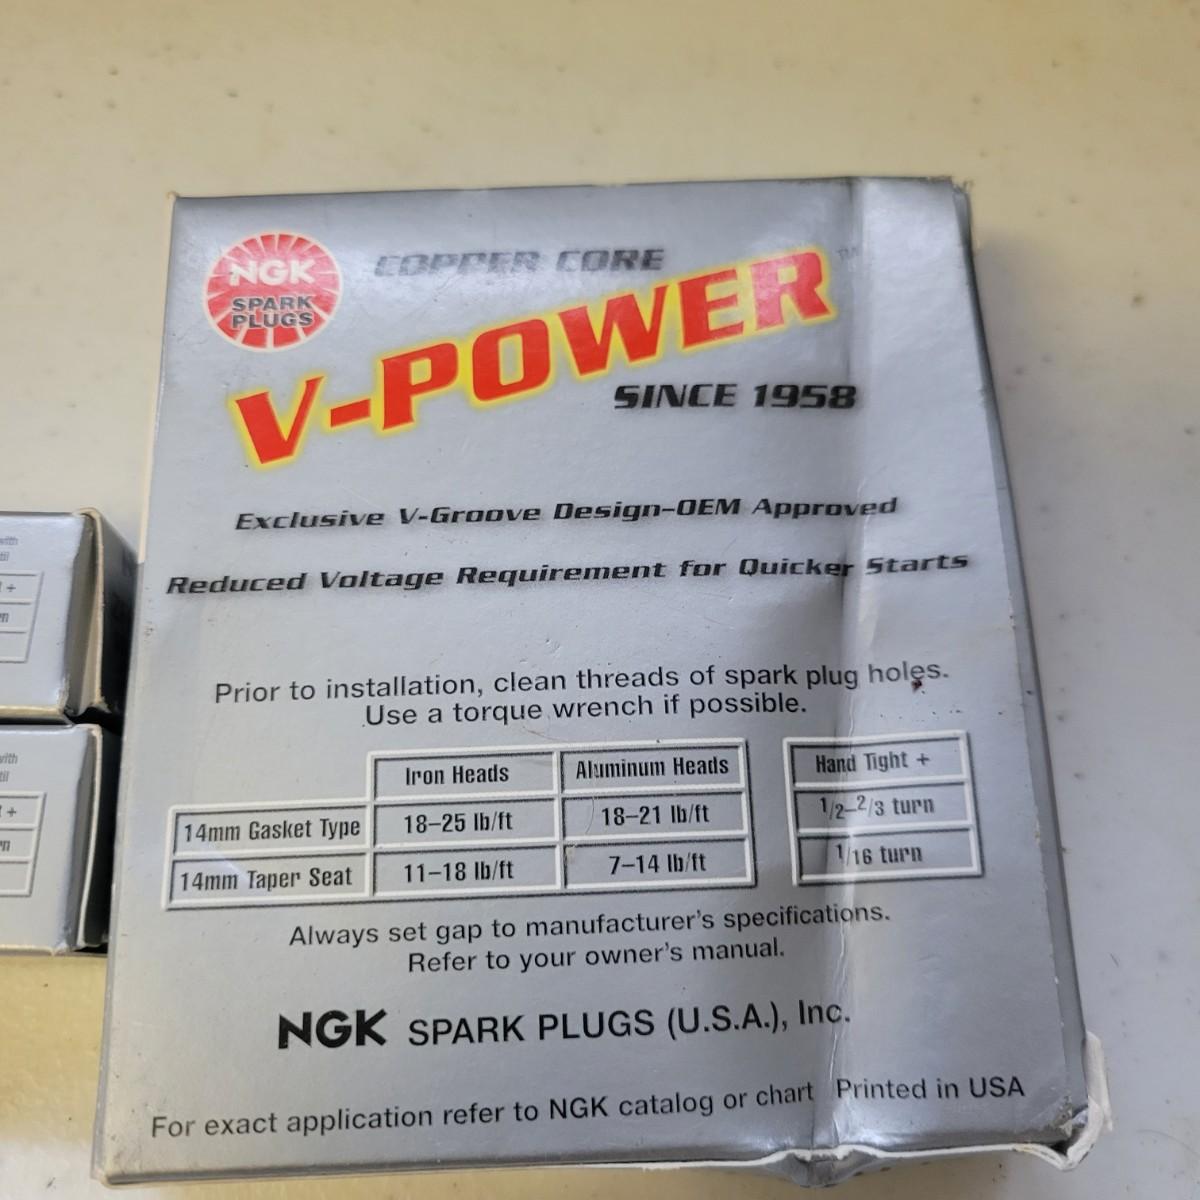 NGK
SPARK
PLUGS
COPPER CORE
V-POWER™
SINCE 1958
Exclusive V-Groove Design-OEM Approved
Reduced Voltage Requirement for Quicker Starts
Prior to installation, clean threads of spark plug holes.
Use a torque wrench if possible.
Iron Heads Aluminum Heads Hand Tight +
14mm Gasket Type 18–25 lb/ft 18–21 lb/ft 1/2–2/3 turn
14mm Taper Seat 11–18 lb/ft 7–14 lb/ft 1/16 turn
Always set gap to manufacturer's specifications.
Refer to your owner's manual.
NGK SPARK PLUGS (U.S.A.), Inc.
For exact application refer to NGK catalog or chart Printed in USA
with
+
with
+